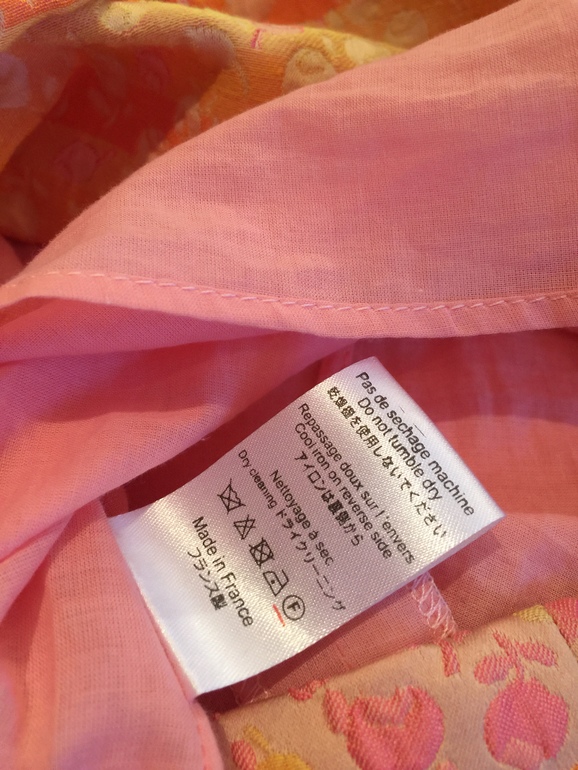 Pas de sechage machine
Do not tumble dry
乾燥機を使用しないでください
Repassage doux sur l'envers
Cool iron on reverse side
アイロンは裏側から
Nettoyage à sec
Dry cleaning ドライクリーニング
F
Made in France
フランス製